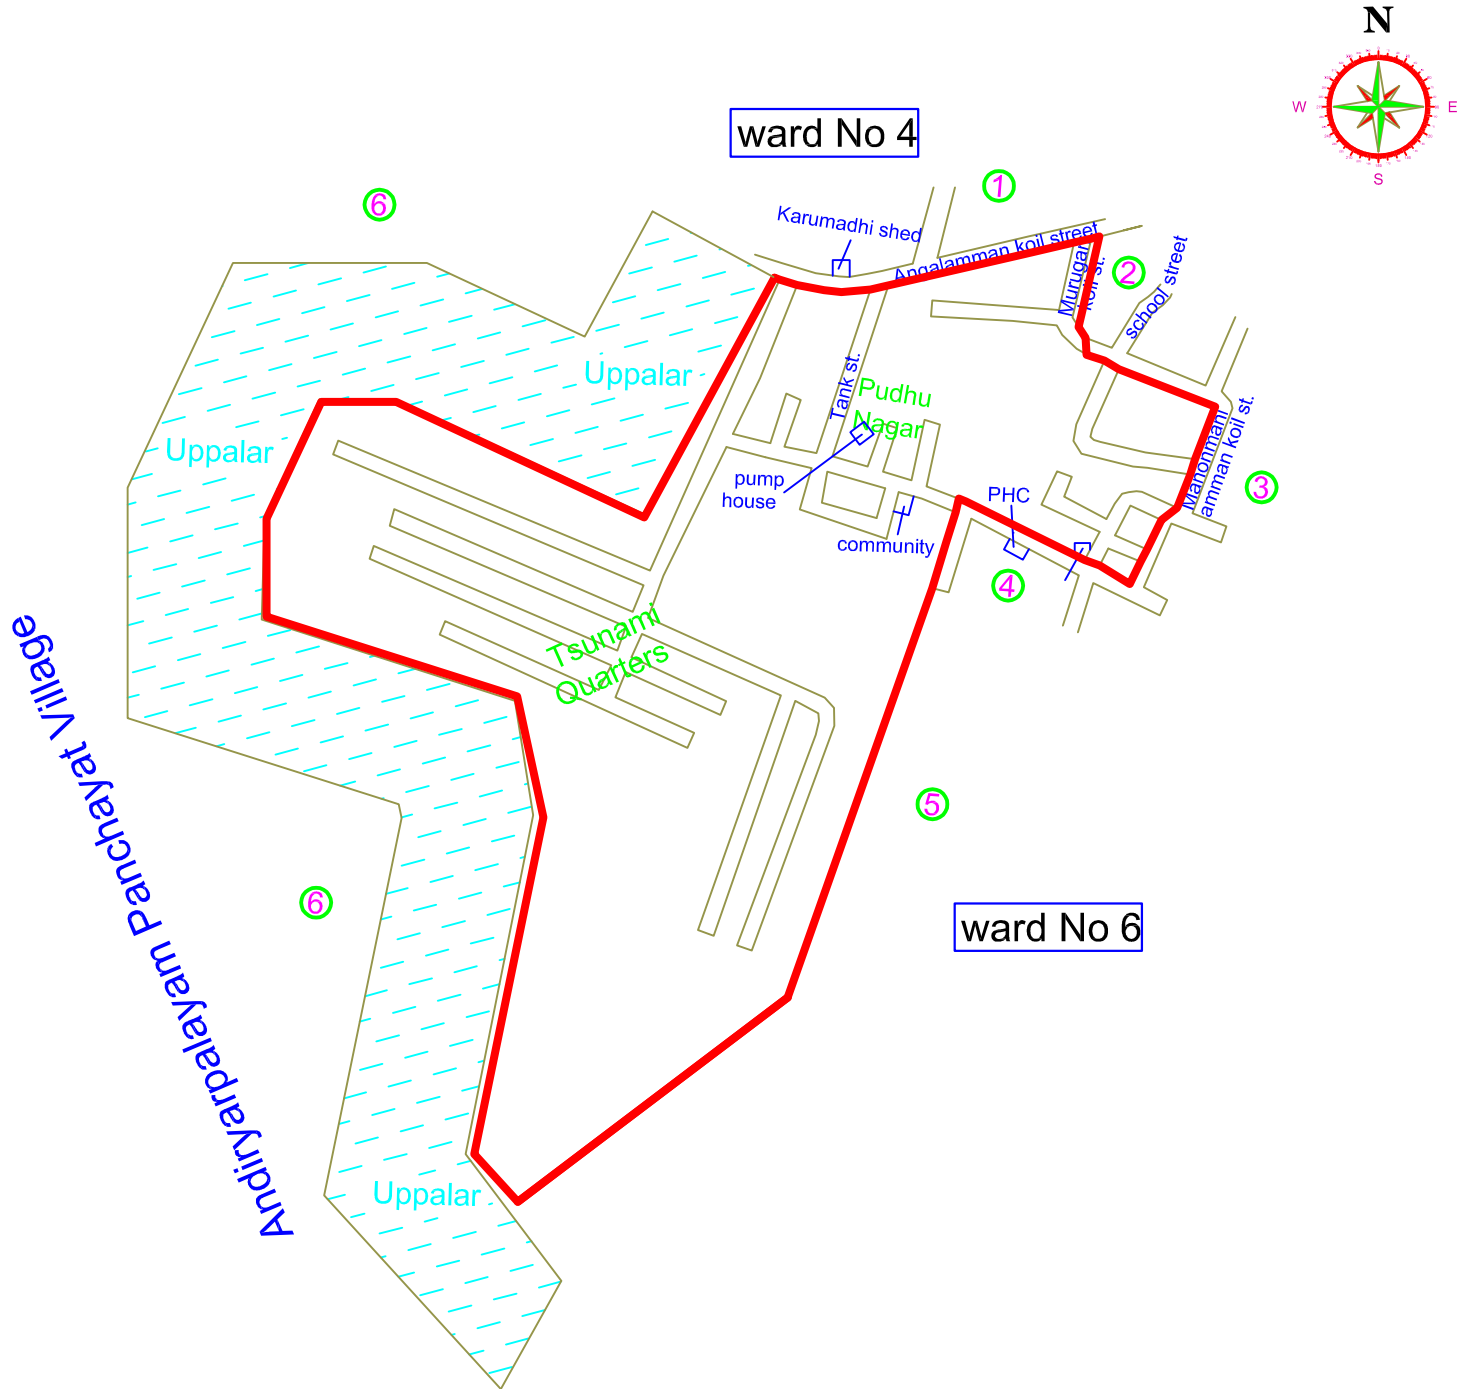 N
W
E
S
ward No 4
1
6
Karumadhi shed
Angalamman koil street
Murugan
koil st.
2
school street
Uppalar
Tank st.
Pudhu
Nagar
Uppalar
Manonmani
amman koil st.
pump
house
PHC
3
community
4
Tsunami
Quarters
Andiryarpalayam Panchayat Village
5
6
ward No 6
Uppalar